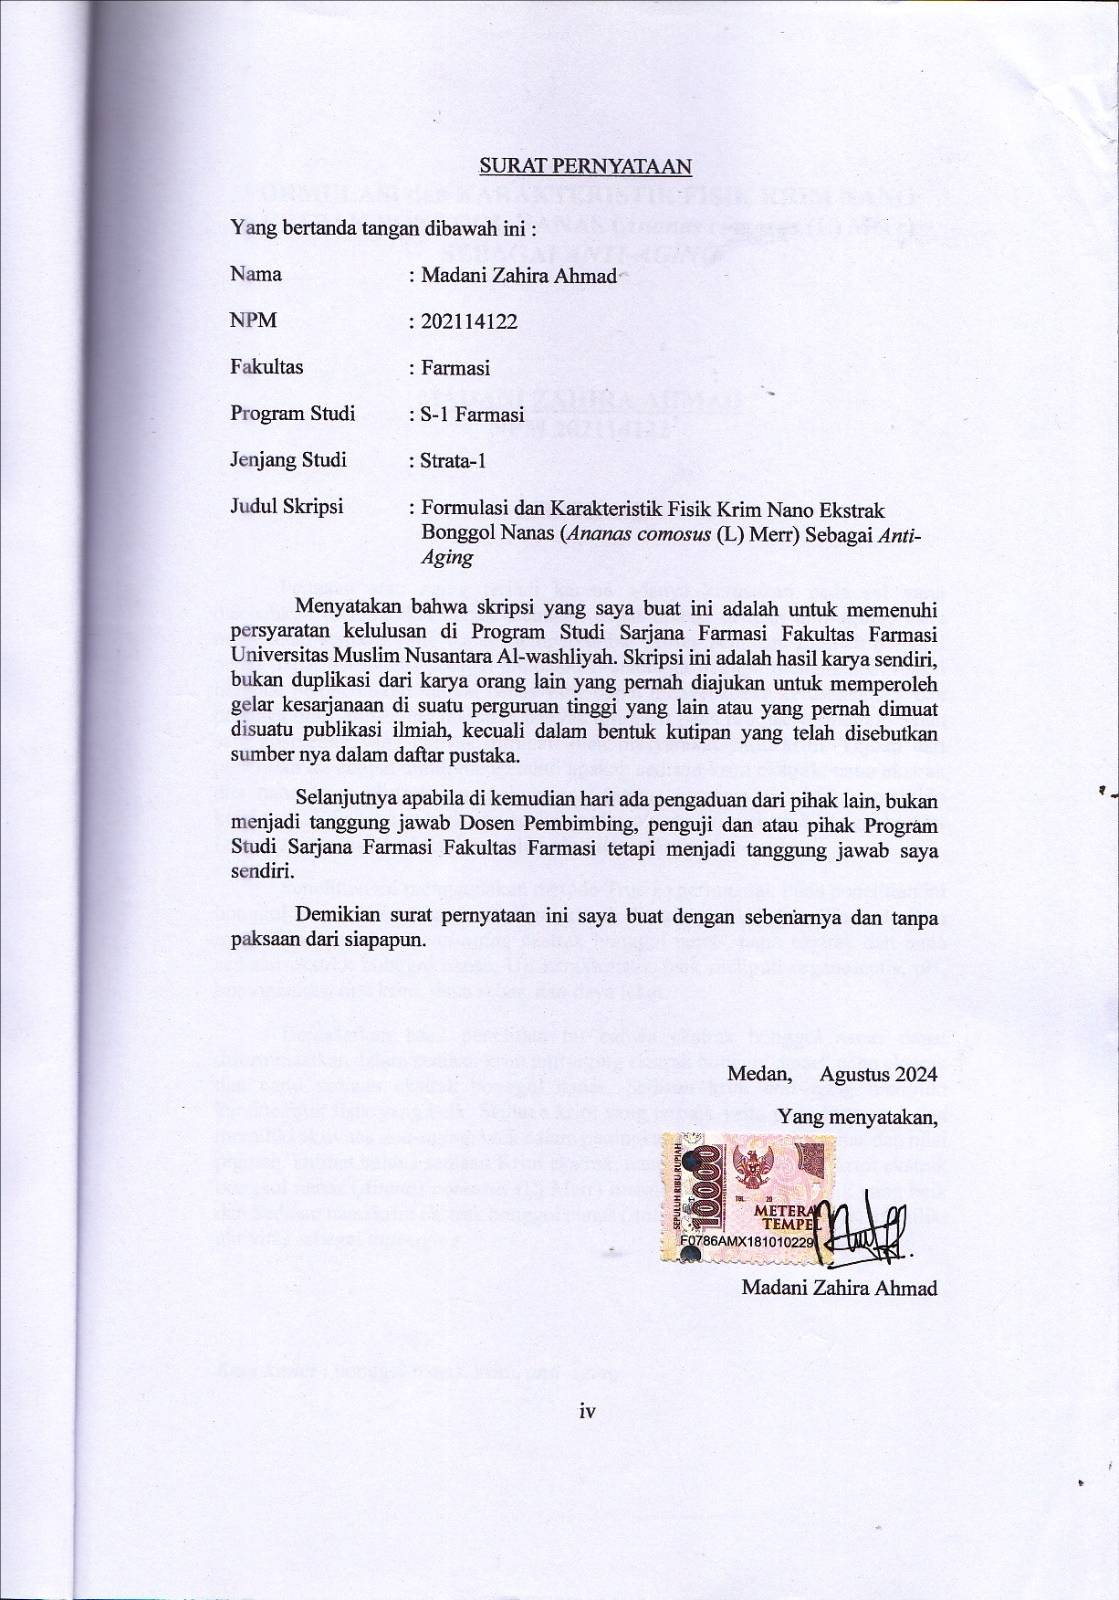 SURAT PERNYATAAN
Yang bertanda tangan dibawah ini :
Nama : Madani Zahira Ahmad
NPM : 202114122
Fakultas : Farmasi
Program Studi : S-1 Farmasi
Jenjang Studi : Strata-1
Judul Skripsi : Formulasi dan Karakteristik Fisik Krim Nano Ekstrak
Bonggol Nanas (Ananas comosus (L) Merr) Sebagai Anti-
Aging
Menyatakan bahwa skripsi yang saya buat ini adalah untuk memenuhi
persyaratan kelulusan di Program Studi Sarjana Farmasi Fakultas Farmasi
Universitas Muslim Nusantara Al-washliyah. Skripsi ini adalah hasil karya sendiri,
bukan duplikasi dari karya orang lain yang pernah diajukan untuk memperoleh
gelar kesarjanaan di suatu perguruan tinggi yang lain atau yang pernah dimuat
disuatu publikasi ilmiah, kecuali dalam bentuk kutipan yang telah disebutkan
sumber nya dalam daftar pustaka.
Selanjutnya apabila di kemudian hari ada pengaduan dari pihak lain, bukan
menjadi tanggung jawab Dosen Pembimbing, penguji dan atau pihak Program
Studi Sarjana Farmasi Fakultas Farmasi tetapi menjadi tanggung jawab saya
sendiri.
Demikian surat pernyataan ini saya buat dengan sebenarnya dan tanpa
paksaan dari siapapun.
Medan, Agustus 2024
Yang menyatakan,
SEPULUH RIBU RUPIAH
10000
TGL. 20
METERAI
TEMPEL
F0786AMX181010229
Madani Zahira Ahmad
iv